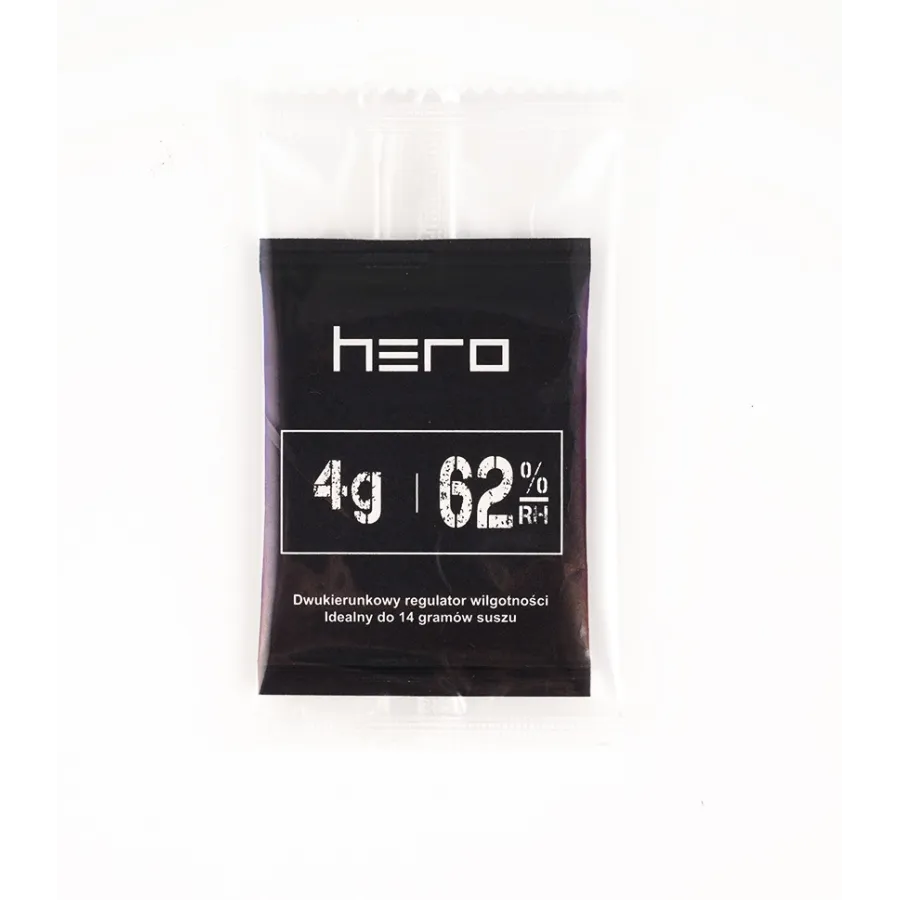 hero
4g | 62% RH
Dwukierunkowy regulator wilgotności
Idealny do 14 gramów suszu